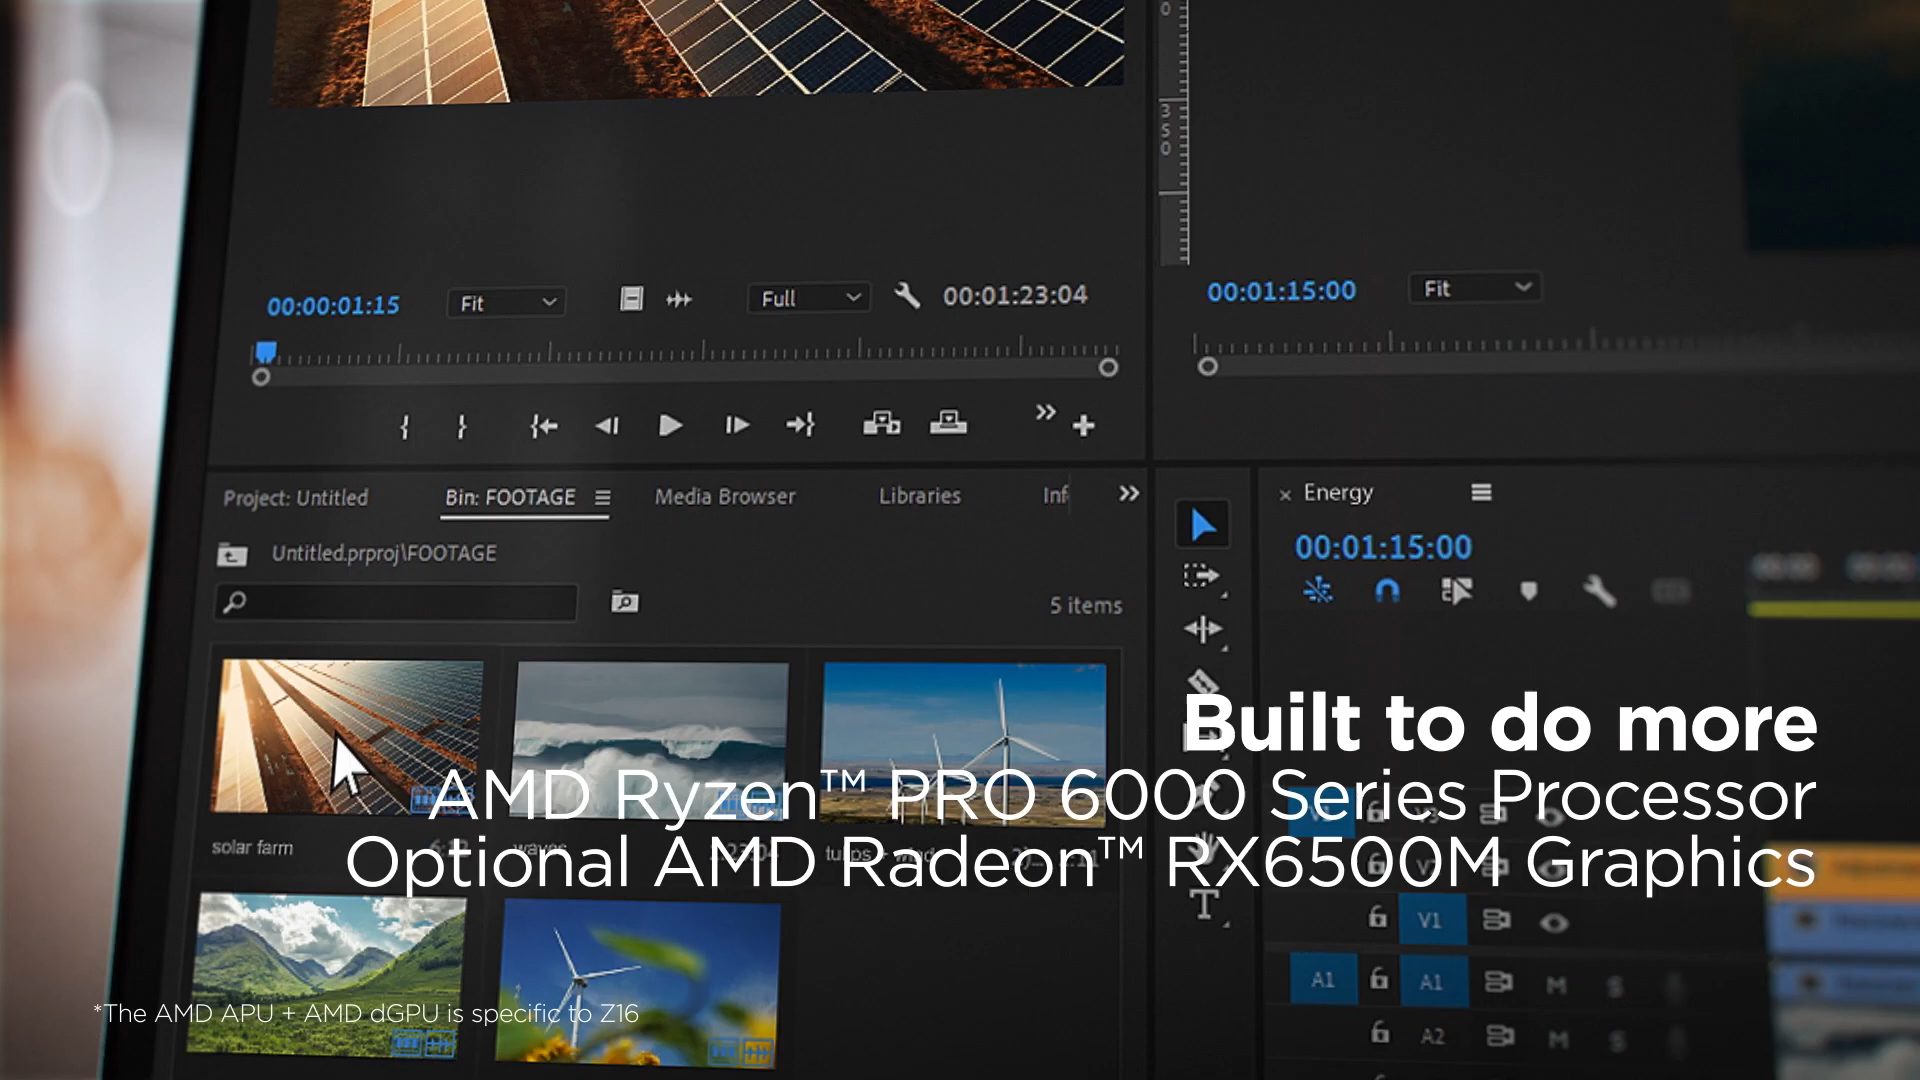 0
350
00:00:01:15
Fit
Full
00:01:23:04
00:01:15:00
Fit
Project: Untitled
Bin: FOOTAGE
Media Browser
Libraries
Energy
Untitled.prproj\FOOTAGE
00:01:15:00
5 items
Built to do more
AMD Ryzen™ PRO 6000 Series Processor
solar farm
waves
Optional AMD Radeon™ RX6500M Graphics
V1
A1
A1
M
S
*The AMD APU + AMD dGPU is specific to Z16
A2
M
S